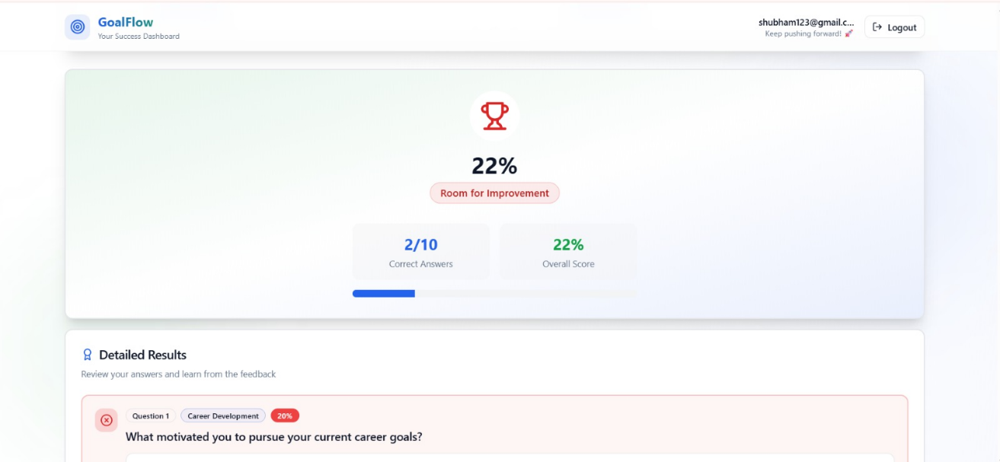 GoalFlow
Your Success Dashboard
shubham123@gmail.c...
Keep pushing forward! 🚀
Logout
22%
Room for Improvement
2/10
Correct Answers
22%
Overall Score
Detailed Results
Review your answers and learn from the feedback
Question 1 Career Development 20%
What motivated you to pursue your current career goals?